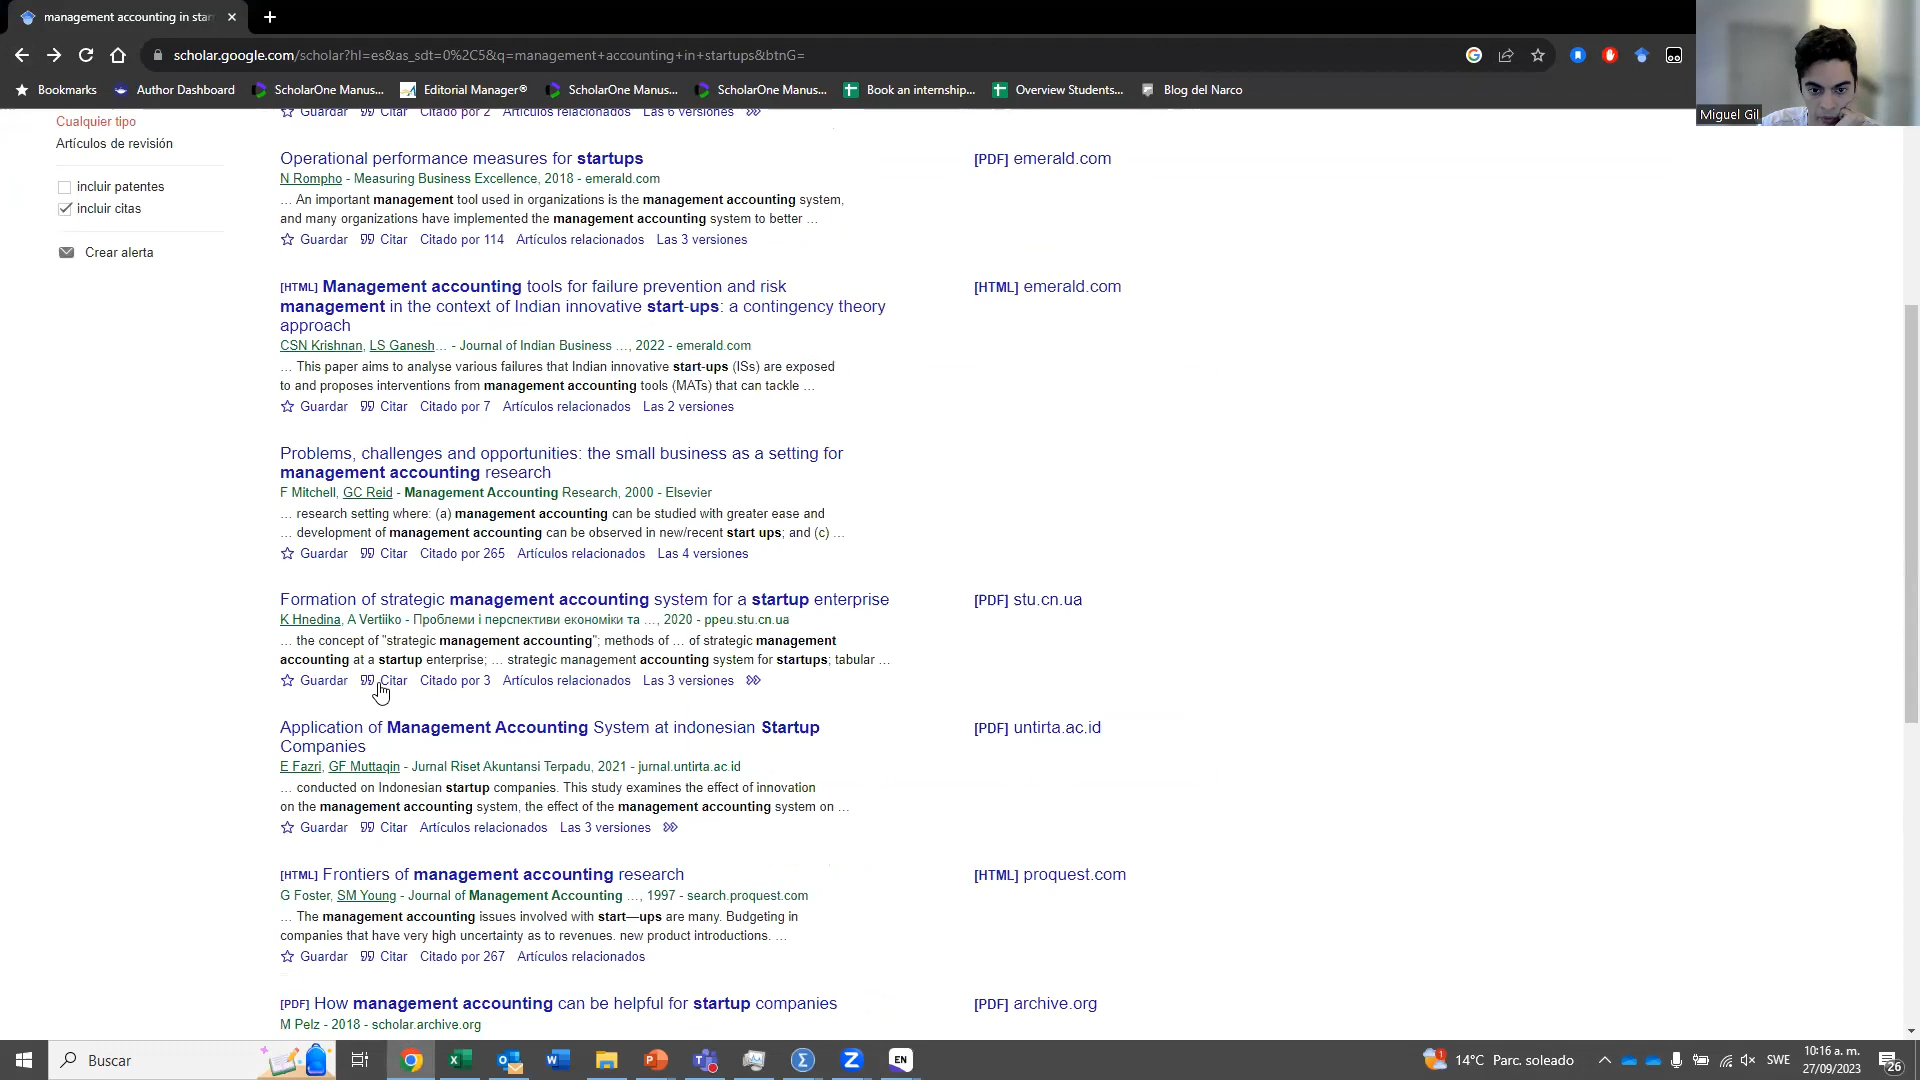 management accounting in star
scholar.google.com/scholar?hl=es&as_sdt=0%2C5&q=management+accounting+in+startups&btnG=
Bookmarks
Author Dashboard
ScholarOne Manus...
Editorial Manager®
ScholarOne Manus...
ScholarOne Manus...
Book an internship...
Overview Students...
Blog del Narco
Miguel Gil
Cualquier tipo
Artículos de revisión
incluir patentes
incluir citas
Crear alerta
Guardar Citar Citado por 2 Artículos relacionados Las 6 versiones
Operational performance measures for startups
N Rompho - Measuring Business Excellence, 2018 - emerald.com
... An important management tool used in organizations is the management accounting system,
and many organizations have implemented the management accounting system to better ...
Guardar Citar Citado por 114 Artículos relacionados Las 3 versiones
[PDF] emerald.com
[HTML] Management accounting tools for failure prevention and risk
management in the context of Indian innovative start-ups: a contingency theory
approach
CSN Krishnan, LS Ganesh... - Journal of Indian Business ..., 2022 - emerald.com
... This paper aims to analyse various failures that Indian innovative start-ups (ISs) are exposed
to and proposes interventions from management accounting tools (MATs) that can tackle ...
Guardar Citar Citado por 7 Artículos relacionados Las 2 versiones
[HTML] emerald.com
Problems, challenges and opportunities: the small business as a setting for
management accounting research
F Mitchell, GC Reid - Management Accounting Research, 2000 - Elsevier
... research setting where: (a) management accounting can be studied with greater ease and
... development of management accounting can be observed in new/recent start ups; and (c) ...
Guardar Citar Citado por 265 Artículos relacionados Las 4 versiones
Formation of strategic management accounting system for a startup enterprise
K Hnedina, A Vertiiko - Проблеми і перспективи економіки та ..., 2020 - ppeu.stu.cn.ua
... the concept of "strategic management accounting"; methods of ... of strategic management
accounting at a startup enterprise; ... strategic management accounting system for startups; tabular ...
Guardar Citar Citado por 3 Artículos relacionados Las 3 versiones
[PDF] stu.cn.ua
Application of Management Accounting System at indonesian Startup
Companies
E Fazri, GF Muttaqin - Jurnal Riset Akuntansi Terpadu, 2021 - jurnal.untirta.ac.id
... conducted on Indonesian startup companies. This study examines the effect of innovation
on the management accounting system, the effect of the management accounting system on ...
Guardar Citar Artículos relacionados Las 3 versiones
[PDF] untirta.ac.id
[HTML] Frontiers of management accounting research
G Foster, SM Young - Journal of Management Accounting ..., 1997 - search.proquest.com
... The management accounting issues involved with start—ups are many. Budgeting in
companies that have very high uncertainty as to revenues. new product introductions. ...
Guardar Citar Citado por 267 Artículos relacionados
[HTML] proquest.com
[PDF] How management accounting can be helpful for startup companies
M Pelz - 2018 - scholar.archive.org
[PDF] archive.org
Buscar
EN
14°C Parc. soleado
SWE
10:16 a. m.
27/09/2023
26